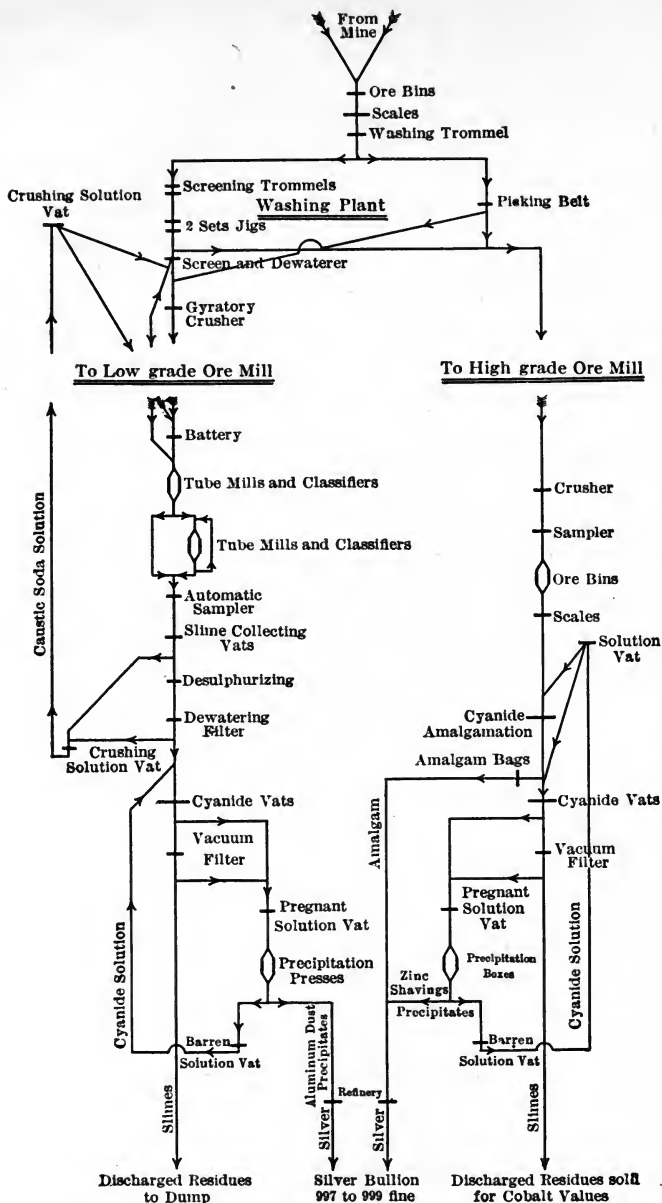 From
Mine
Ore Bins
Scales
Washing Trommel
Screening Trommels
Crushing Solution
Vat
Washing Plant
Picking Belt
2 Sets Jigs
Screen and Dewaterer
Gyratory
Crusher
To Low grade Ore Mill
To High grade Ore Mill
Battery
Tube Mills and Classifiers
Tube Mills and Classifiers
Automatic
Sampler
Slime Collecting
Vats
Desulphurizing
Dewatering
Filter
Crushing
Solution Vat
Caustic Soda Solution
Cyanide Vats
Vacuum
Filter
Pregnant
Solution Vat
Precipitation
Presses
Cyanide Solution
Barren
Solution Vat
Aluminum Dust
Precipitates
Slimes
Silver
Refinery
Crusher
Sampler
Ore Bins
Scales
Solution
Vat
Cyanide
Amalgamation
Amalgam Bags
Amalgam
Cyanide Vats
Vacuum
Filter
Pregnant
Solution Vat
Precipitation
Boxes
Zinc
Shavings
Precipitates
Cyanide Solution
Barren
Solution Vat
Silver
Slimes
Discharged Residues
to Dump
Silver Bullion
997 to 999 fine
Discharged Residues sold
for Cobalt Values